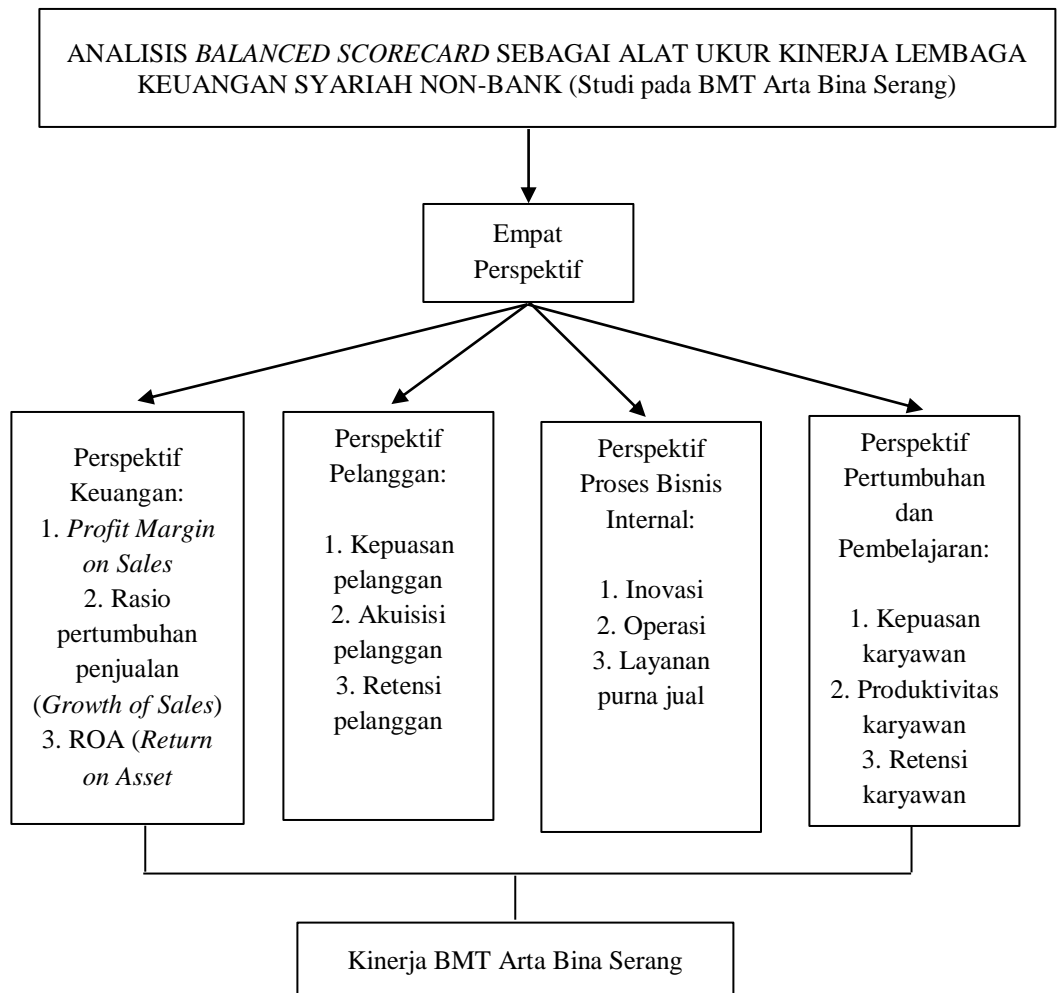 ANALISIS BALANCED SCORECARD SEBAGAI ALAT UKUR KINERJA LEMBAGA
KEUANGAN SYARIAH NON-BANK (Studi pada BMT Arta Bina Serang)
Empat
Perspektif
Perspektif
Keuangan:
1. Profit Margin
on Sales
2. Rasio
pertumbuhan
penjualan
(Growth of Sales)
3. ROA (Return
on Asset
Perspektif
Pelanggan:
1. Kepuasan
pelanggan
2. Akuisisi
pelanggan
3. Retensi
pelanggan
Perspektif
Proses Bisnis
Internal:
1. Inovasi
2. Operasi
3. Layanan
purna jual
Perspektif
Pertumbuhan
dan
Pembelajaran:
1. Kepuasan
karyawan
2. Produktivitas
karyawan
3. Retensi
karyawan
Kinerja BMT Arta Bina Serang